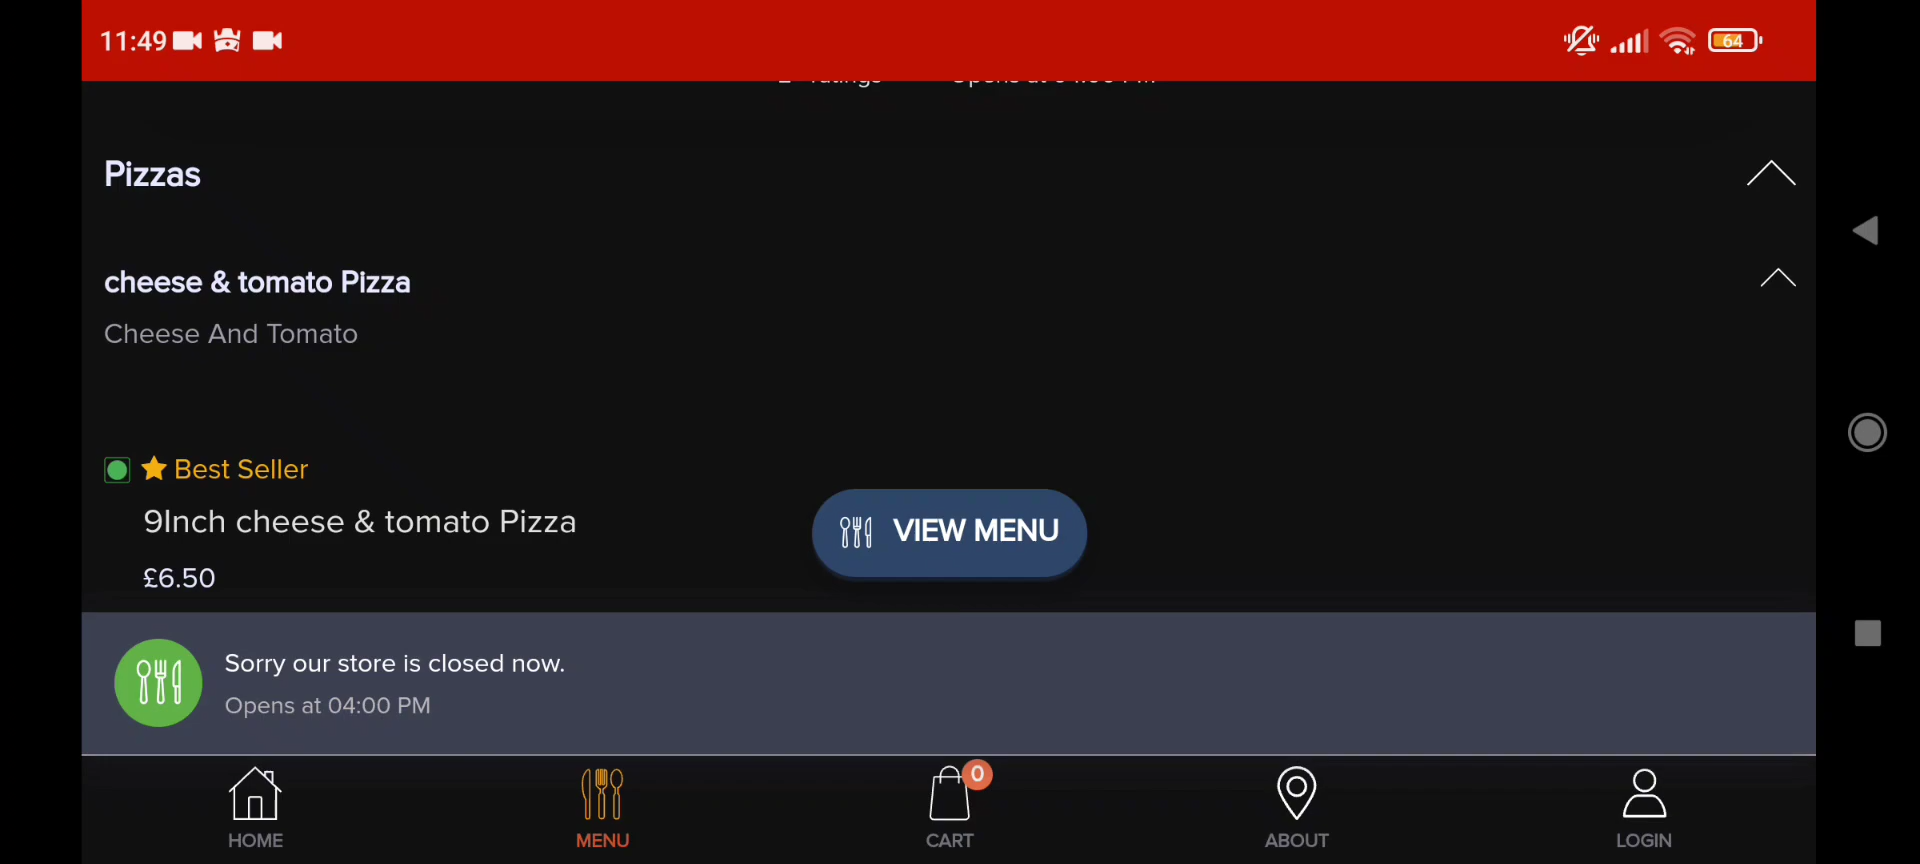 11:49
64
Pizzas
cheese & tomato Pizza
Cheese And Tomato
Best Seller
9Inch cheese & tomato Pizza
£6.50
VIEW MENU
Sorry our store is closed now.
Opens at 04:00 PM
0
HOME
MENU
CART
ABOUT
LOGIN